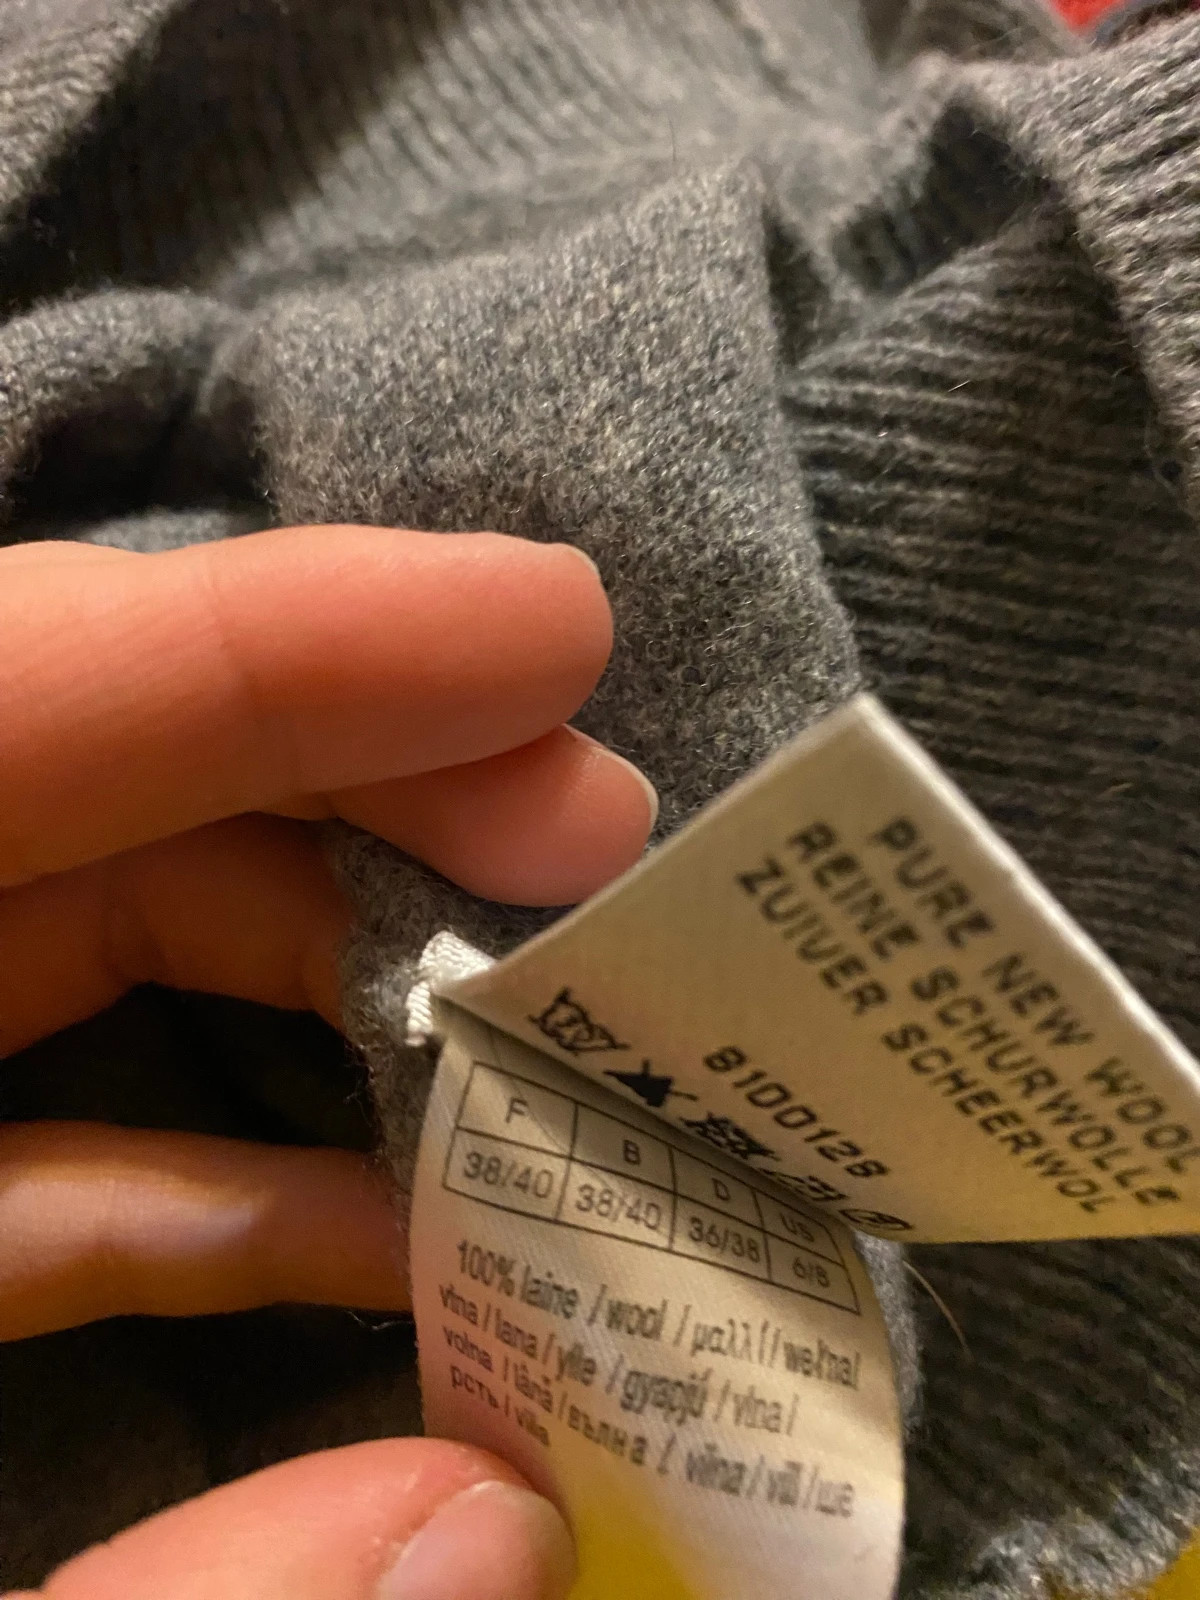 PURE NEW WOOL
REINE SCHURWOLLE
ZUIVER SCHEERWOL
8100128
F B D US
38/40 38/40 36/38 6/8
100% laine / wool / μαλλί / wełna /
vlna / lana / ylle / gyapjú / vlna /
volna / lână / вълна / vilna / vill / ше
рсть / villa